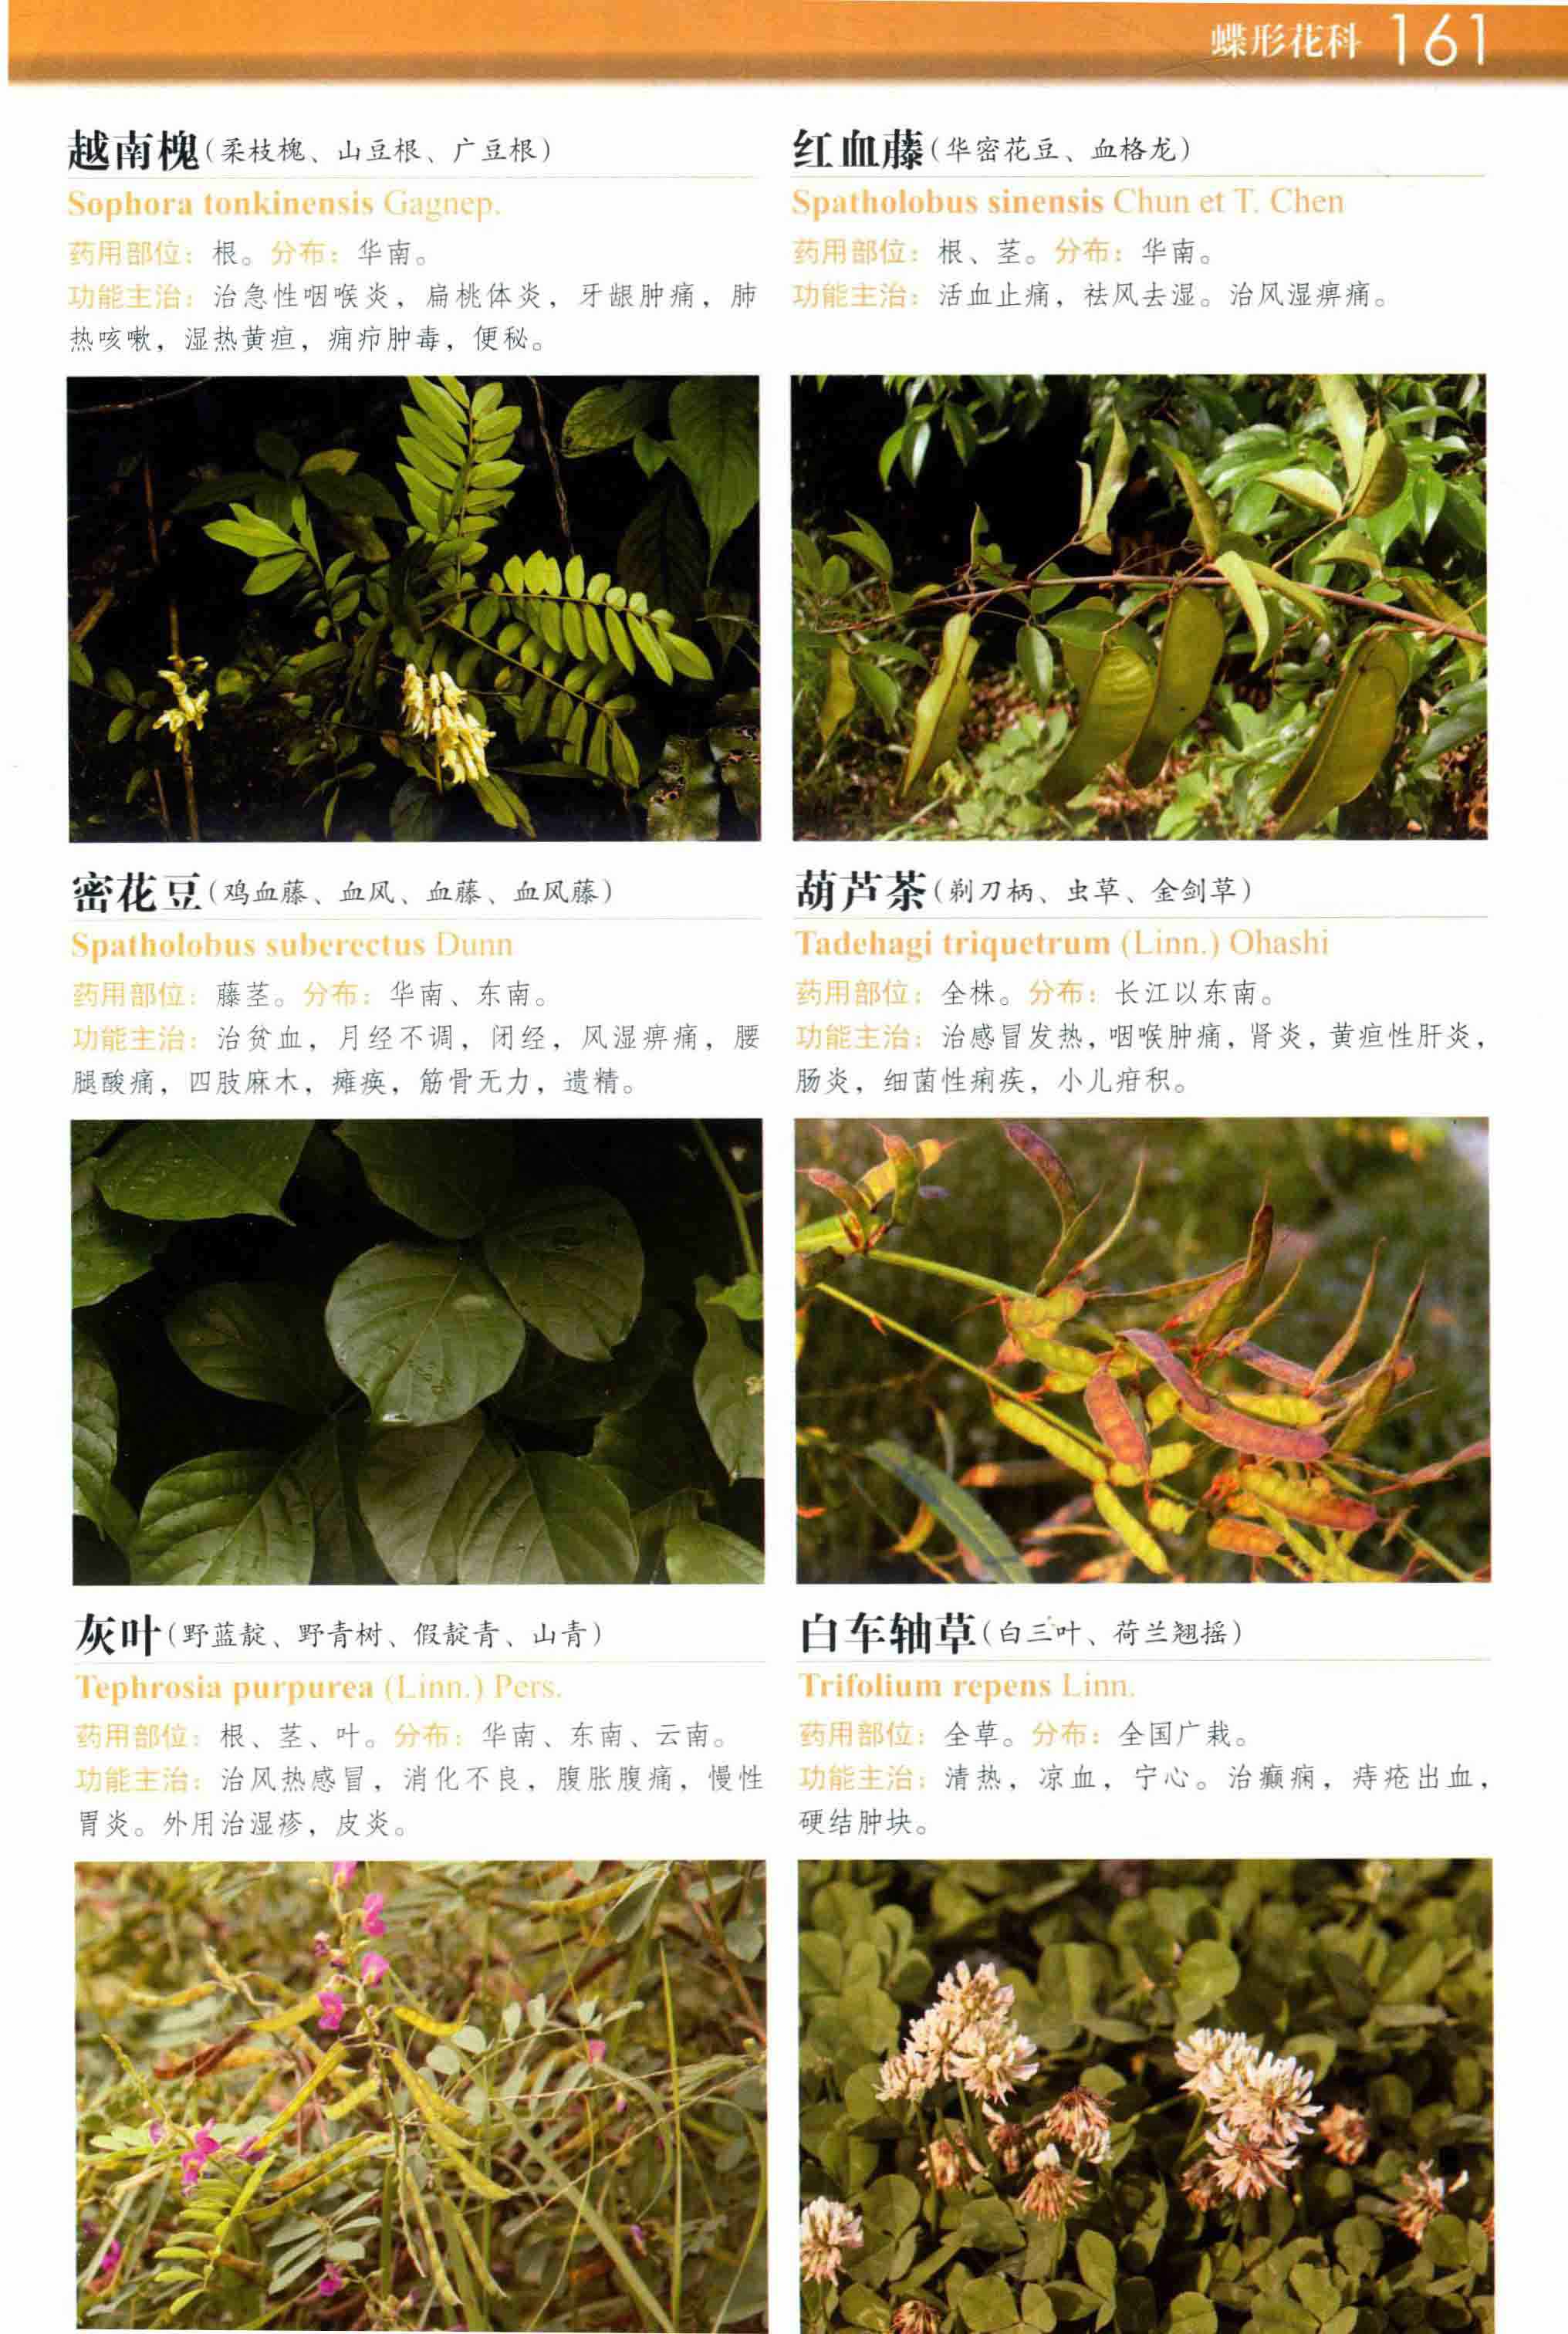 蝶形花科 161
越南槐(柔枝槐、山豆根、广豆根)
Sophora tonkinensis Gagnep.
药用部位：根。分布：华南。
功能主治：治急性咽喉炎，扁桃体炎，牙龈肿痛，肺
热咳嗽，湿热黄疸，痈疖肿毒，便秘。
红血藤(华密花豆、血格龙)
Spatholobus sinensis Chun et T. Chen
药用部位：根、茎。分布：华南。
功能主治：活血止痛，祛风去湿。治风湿痹痛。
密花豆(鸡血藤、血风、血藤、血风藤)
Spatholobus suberectus Dunn
药用部位：藤茎。分布：华南、东南。
功能主治：治贫血，月经不调，闭经，风湿痹痛，腰
腿酸痛，四肢麻木，瘫痪，筋骨无力，遗精。
葫芦茶(剃刀柄、虫草、金剑草)
Tadehagi triquetrum (Linn.) Ohashi
药用部位：全株。分布：长江以东南。
功能主治：治感冒发热，咽喉肿痛，肾炎，黄疸性肝炎，
肠炎，细菌性痢疾，小儿疳积。
灰叶(野蓝靛、野青树、假靛青、山青)
Tephrosia purpurea (Linn.) Pers.
药用部位：根、茎、叶。分布：华南、东南、云南。
功能主治：治风热感冒，消化不良，腹胀腹痛，慢性
胃炎。外用治湿疹，皮炎。
白车轴草(白三叶、荷兰翘摇)
Trifolium repens Linn.
药用部位：全草。分布：全国广栽。
功能主治：清热，凉血，宁心。治癫痫，痔疮出血，
硬结肿块。